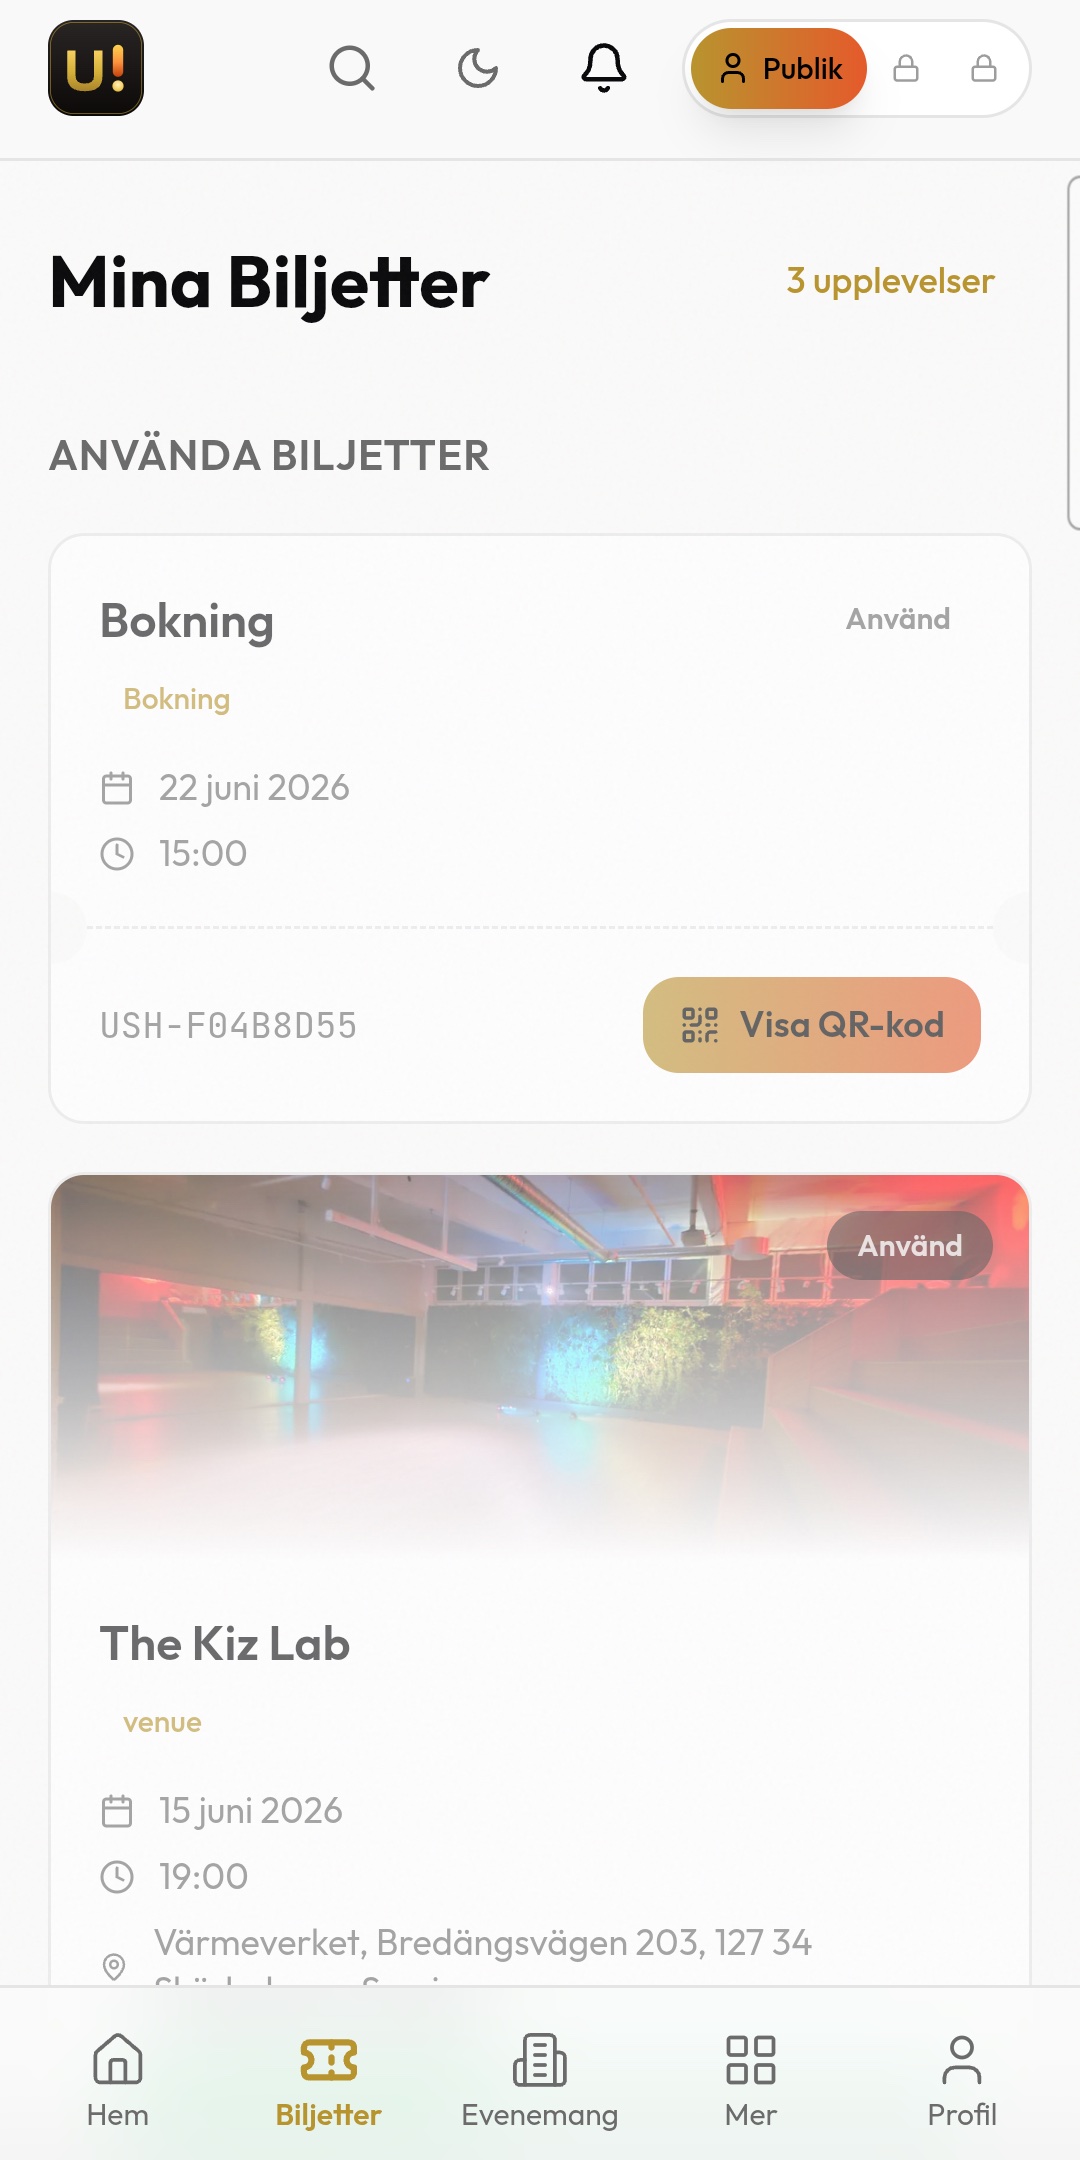 U!
Publik
Mina Biljetter
3 upplevelser
ANVÄNDA BILJETTER
Bokning
Använd
Bokning
22 juni 2026
15:00
USH-F04B8D55
Visa QR-kod
Använd
The Kiz Lab
venue
15 juni 2026
19:00
Värmeverket, Bredängsvägen 203, 127 34
Hem
Biljetter
Evenemang
Mer
Profil